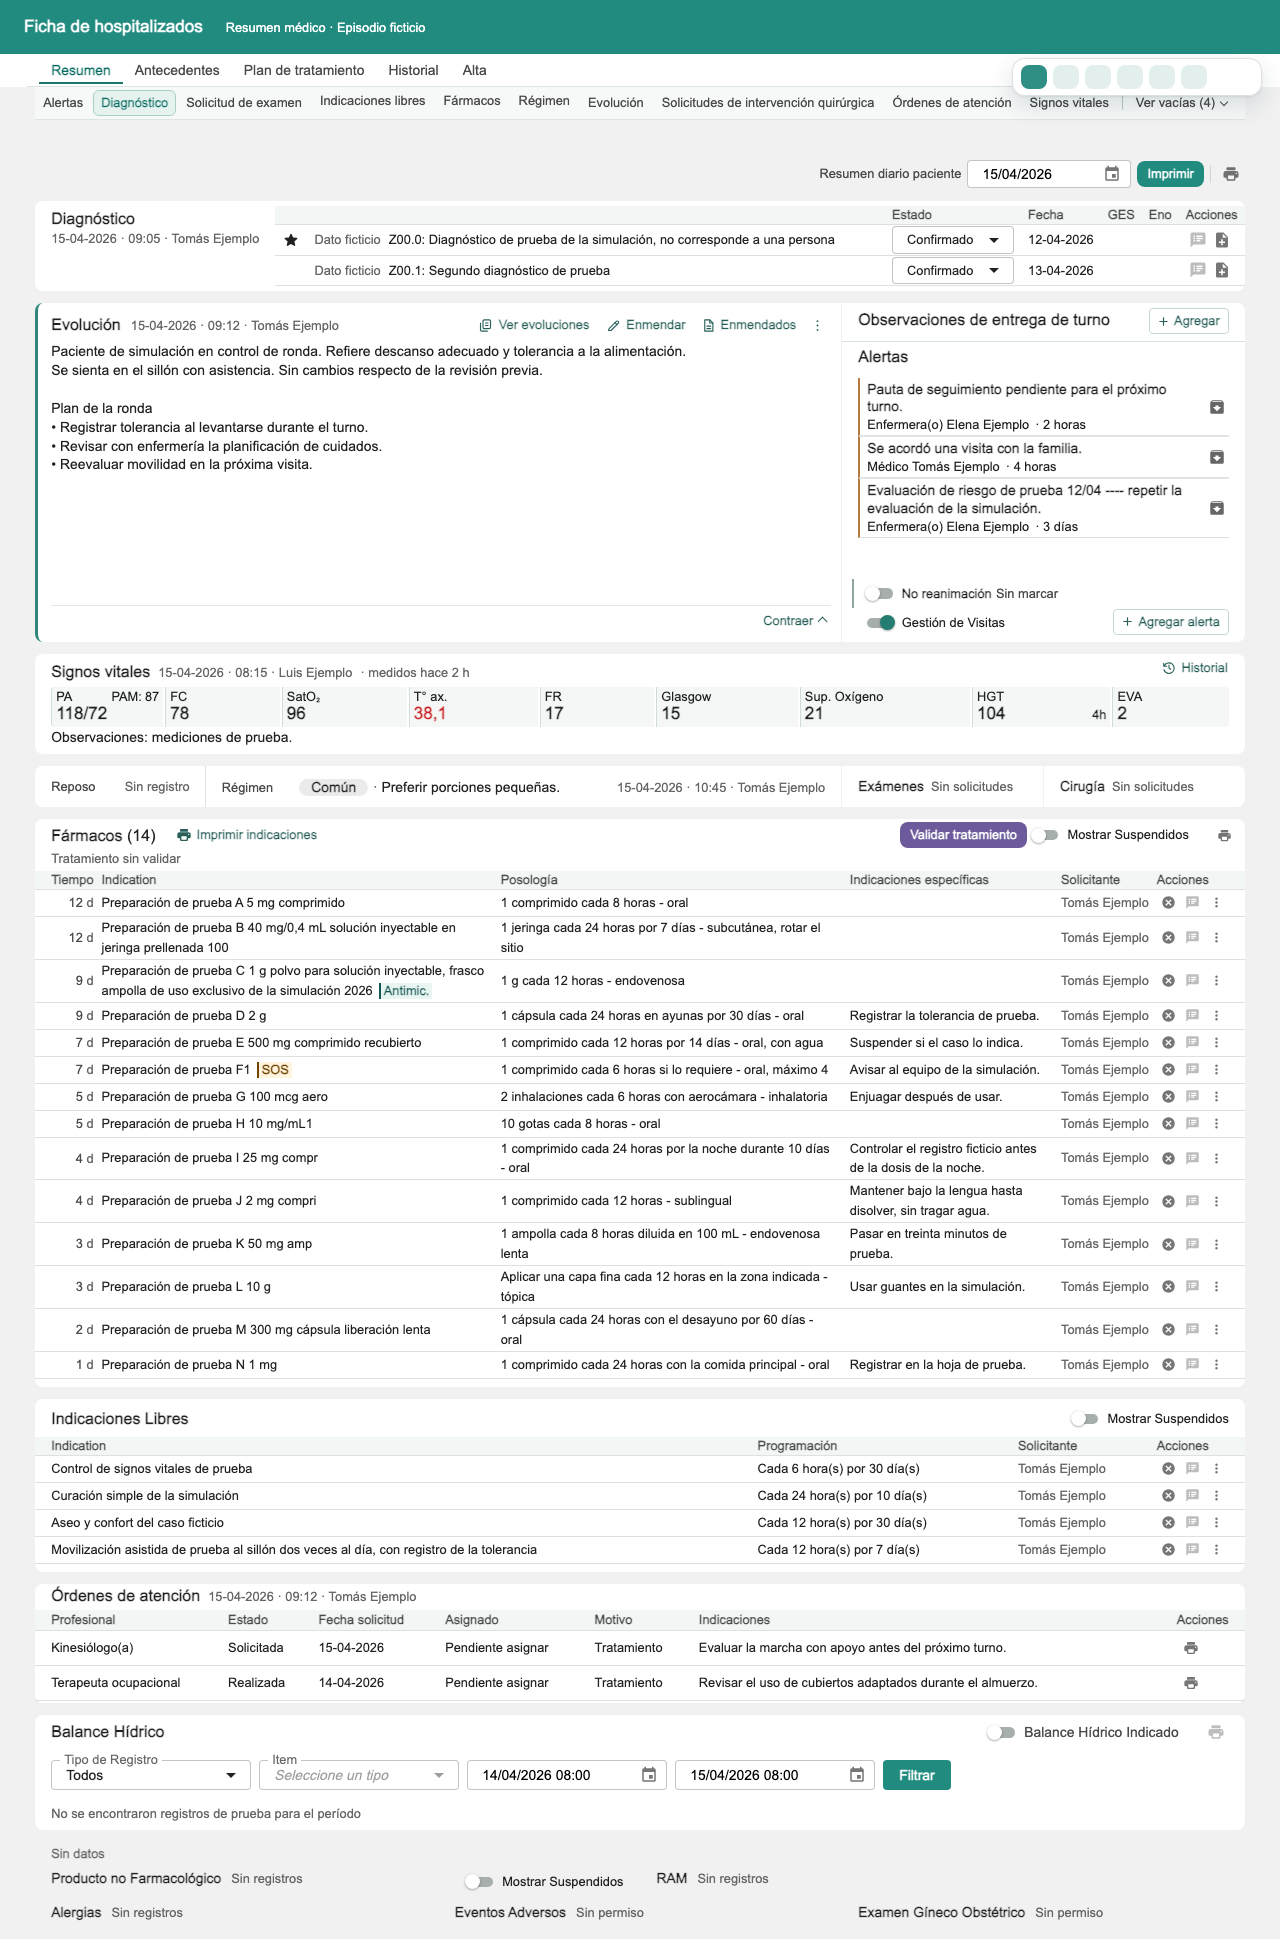 Ficha de hospitalizados Resumen médico · Episodio ficticio
Resumen Antecedentes Plan de tratamiento Historial Alta
Alertas Diagnóstico Solicitud de examen Indicaciones libres Fármacos Régimen Evolución Solicitudes de intervención quirúrgica Órdenes de atención Signos vitales Ver vacías (4)
Resumen diario paciente 15/04/2026 Imprimir
Diagnóstico
15-04-2026 · 09:05 · Tomás Ejemplo
Estado Fecha GES Eno Acciones
Dato ficticio Z00.0: Diagnóstico de prueba de la simulación, no corresponde a una persona Confirmado 12-04-2026
Dato ficticio Z00.1: Segundo diagnóstico de prueba Confirmado 13-04-2026
Evolución 15-04-2026 · 09:12 · Tomás Ejemplo Ver evoluciones Enmendar Enmendados
Paciente de simulación en control de ronda. Refiere descanso adecuado y tolerancia a la alimentación.
Se sienta en el sillón con asistencia. Sin cambios respecto de la revisión previa.
Plan de la ronda
• Registrar tolerancia al levantarse durante el turno.
• Revisar con enfermería la planificación de cuidados.
• Reevaluar movilidad en la próxima visita.
Contraer
Observaciones de entrega de turno Agregar
Alertas
Pauta de seguimiento pendiente para el próximo
turno.
Enfermera(o) Elena Ejemplo · 2 horas
Se acordó una visita con la familia.
Médico Tomás Ejemplo · 4 horas
Evaluación de riesgo de prueba 12/04 ---- repetir la
evaluación de la simulación.
Enfermera(o) Elena Ejemplo · 3 días
No reanimación Sin marcar
Gestión de Visitas Agregar alerta
Signos vitales 15-04-2026 · 08:15 · Luis Ejemplo · medidos hace 2 h Historial
PA PAM: 87 FC SatO₂ T° ax. FR Glasgow Sup. Oxígeno HGT EVA
118/72 78 96 38,1 17 15 21 104 4h 2
Observaciones: mediciones de prueba.
Reposo Sin registro Régimen Común · Preferir porciones pequeñas. 15-04-2026 · 10:45 · Tomás Ejemplo Exámenes Sin solicitudes Cirugía Sin solicitudes
Fármacos (14) Imprimir indicaciones Validar tratamiento Mostrar Suspendidos
Tratamiento sin validar
Tiempo Indication Posología Indicaciones específicas Solicitante Acciones
12 d Preparación de prueba A 5 mg comprimido 1 comprimido cada 8 horas - oral Tomás Ejemplo
12 d Preparación de prueba B 40 mg/0,4 mL solución inyectable en
jeringa prellenada 100 1 jeringa cada 24 horas por 7 días - subcutánea, rotar el
sitio Tomás Ejemplo
9 d Preparación de prueba C 1 g polvo para solución inyectable, frasco
ampolla de uso exclusivo de la simulación 2026 Antimic. 1 g cada 12 horas - endovenosa Tomás Ejemplo
9 d Preparación de prueba D 2 g 1 cápsula cada 24 horas en ayunas por 30 días - oral Registrar la tolerancia de prueba. Tomás Ejemplo
7 d Preparación de prueba E 500 mg comprimido recubierto 1 comprimido cada 12 horas por 14 días - oral, con agua Suspender si el caso lo indica. Tomás Ejemplo
7 d Preparación de prueba F1 SOS 1 comprimido cada 6 horas si lo requiere - oral, máximo 4 Avisar al equipo de la simulación. Tomás Ejemplo
5 d Preparación de prueba G 100 mcg aero 2 inhalaciones cada 6 horas con aerocámara - inhalatoria Enjuagar después de usar. Tomás Ejemplo
5 d Preparación de prueba H 10 mg/mL1 10 gotas cada 8 horas - oral Tomás Ejemplo
4 d Preparación de prueba I 25 mg compr 1 comprimido cada 24 horas por la noche durante 10 días
- oral Controlar el registro ficticio antes
de la dosis de la noche. Tomás Ejemplo
4 d Preparación de prueba J 2 mg compri 1 comprimido cada 12 horas - sublingual Mantener bajo la lengua hasta
disolver, sin tragar agua. Tomás Ejemplo
3 d Preparación de prueba K 50 mg amp 1 ampolla cada 8 horas diluida en 100 mL - endovenosa
lenta Pasar en treinta minutos de
prueba. Tomás Ejemplo
3 d Preparación de prueba L 10 g Aplicar una capa fina cada 12 horas en la zona indicada -
tópica Usar guantes en la simulación. Tomás Ejemplo
2 d Preparación de prueba M 300 mg cápsula liberación lenta 1 cápsula cada 24 horas con el desayuno por 60 días -
oral Tomás Ejemplo
1 d Preparación de prueba N 1 mg 1 comprimido cada 24 horas con la comida principal - oral Registrar en la hoja de prueba. Tomás Ejemplo
Indicaciones Libres Mostrar Suspendidos
Indication Programación Solicitante Acciones
Control de signos vitales de prueba Cada 6 hora(s) por 30 día(s) Tomás Ejemplo
Curación simple de la simulación Cada 24 hora(s) por 10 día(s) Tomás Ejemplo
Aseo y confort del caso ficticio Cada 12 hora(s) por 30 día(s) Tomás Ejemplo
Movilización asistida de prueba al sillón dos veces al día, con registro de la tolerancia Cada 12 hora(s) por 7 día(s) Tomás Ejemplo
Órdenes de atención 15-04-2026 · 09:12 · Tomás Ejemplo
Profesional Estado Fecha solicitud Asignado Motivo Indicaciones Acciones
Kinesiólogo(a) Solicitada 15-04-2026 Pendiente asignar Tratamiento Evaluar la marcha con apoyo antes del próximo turno.
Terapeuta ocupacional Realizada 14-04-2026 Pendiente asignar Tratamiento Revisar el uso de cubiertos adaptados durante el almuerzo.
Balance Hídrico Balance Hídrico Indicado
Tipo de Registro Item
Todos Seleccione un tipo 14/04/2026 08:00 15/04/2026 08:00 Filtrar
No se encontraron registros de prueba para el período
Sin datos
Producto no Farmacológico Sin registros Mostrar Suspendidos RAM Sin registros
Alergias Sin registros Eventos Adversos Sin permiso Examen Gíneco Obstétrico Sin permiso